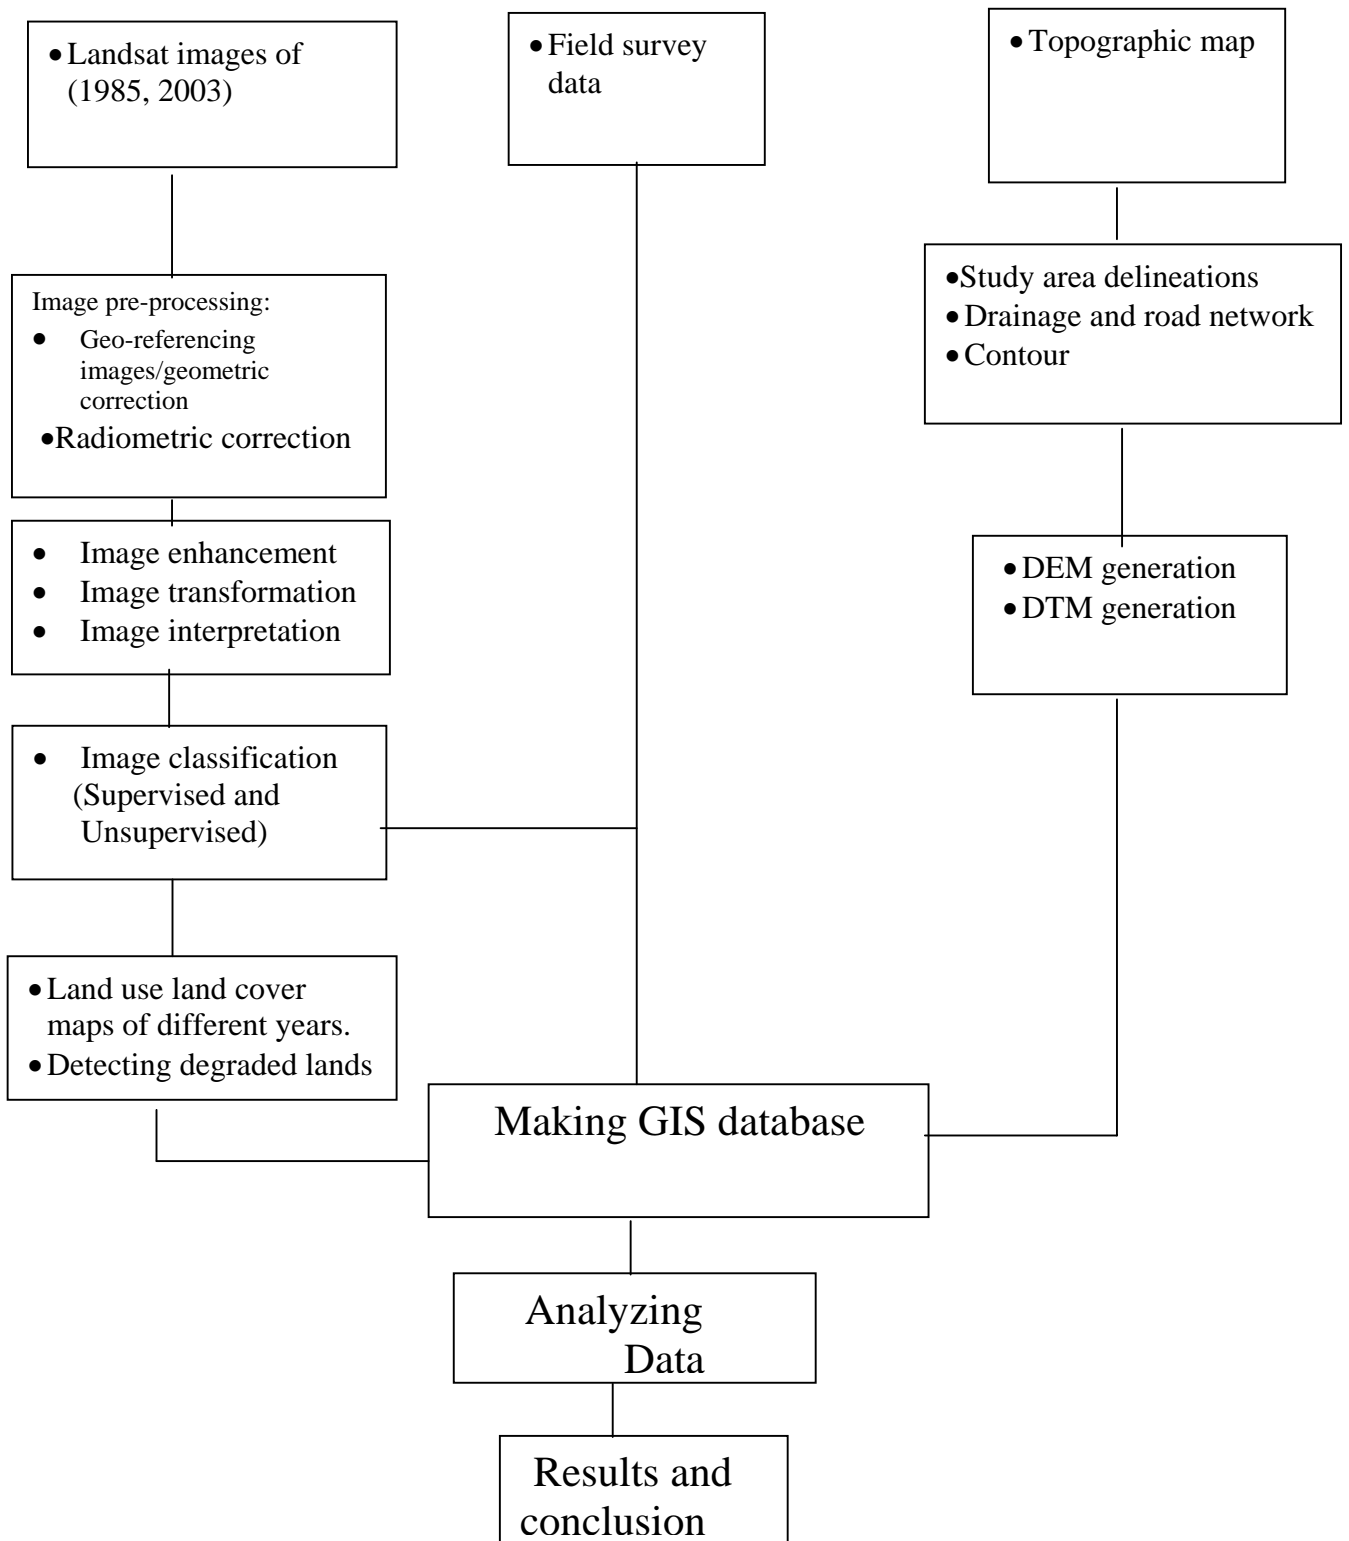 • Landsat images of
(1985, 2003)
• Field survey
data
• Topographic map
Image pre-processing:
• Geo-referencing
images/geometric
correction
•Radiometric correction
•Study area delineations
• Drainage and road network
• Contour
• Image enhancement
• Image transformation
• Image interpretation
• DEM generation
• DTM generation
• Image classification
(Supervised and
Unsupervised)
• Land use land cover
maps of different years.
• Detecting degraded lands
Making GIS database
Analyzing
Data
Results and
conclusion